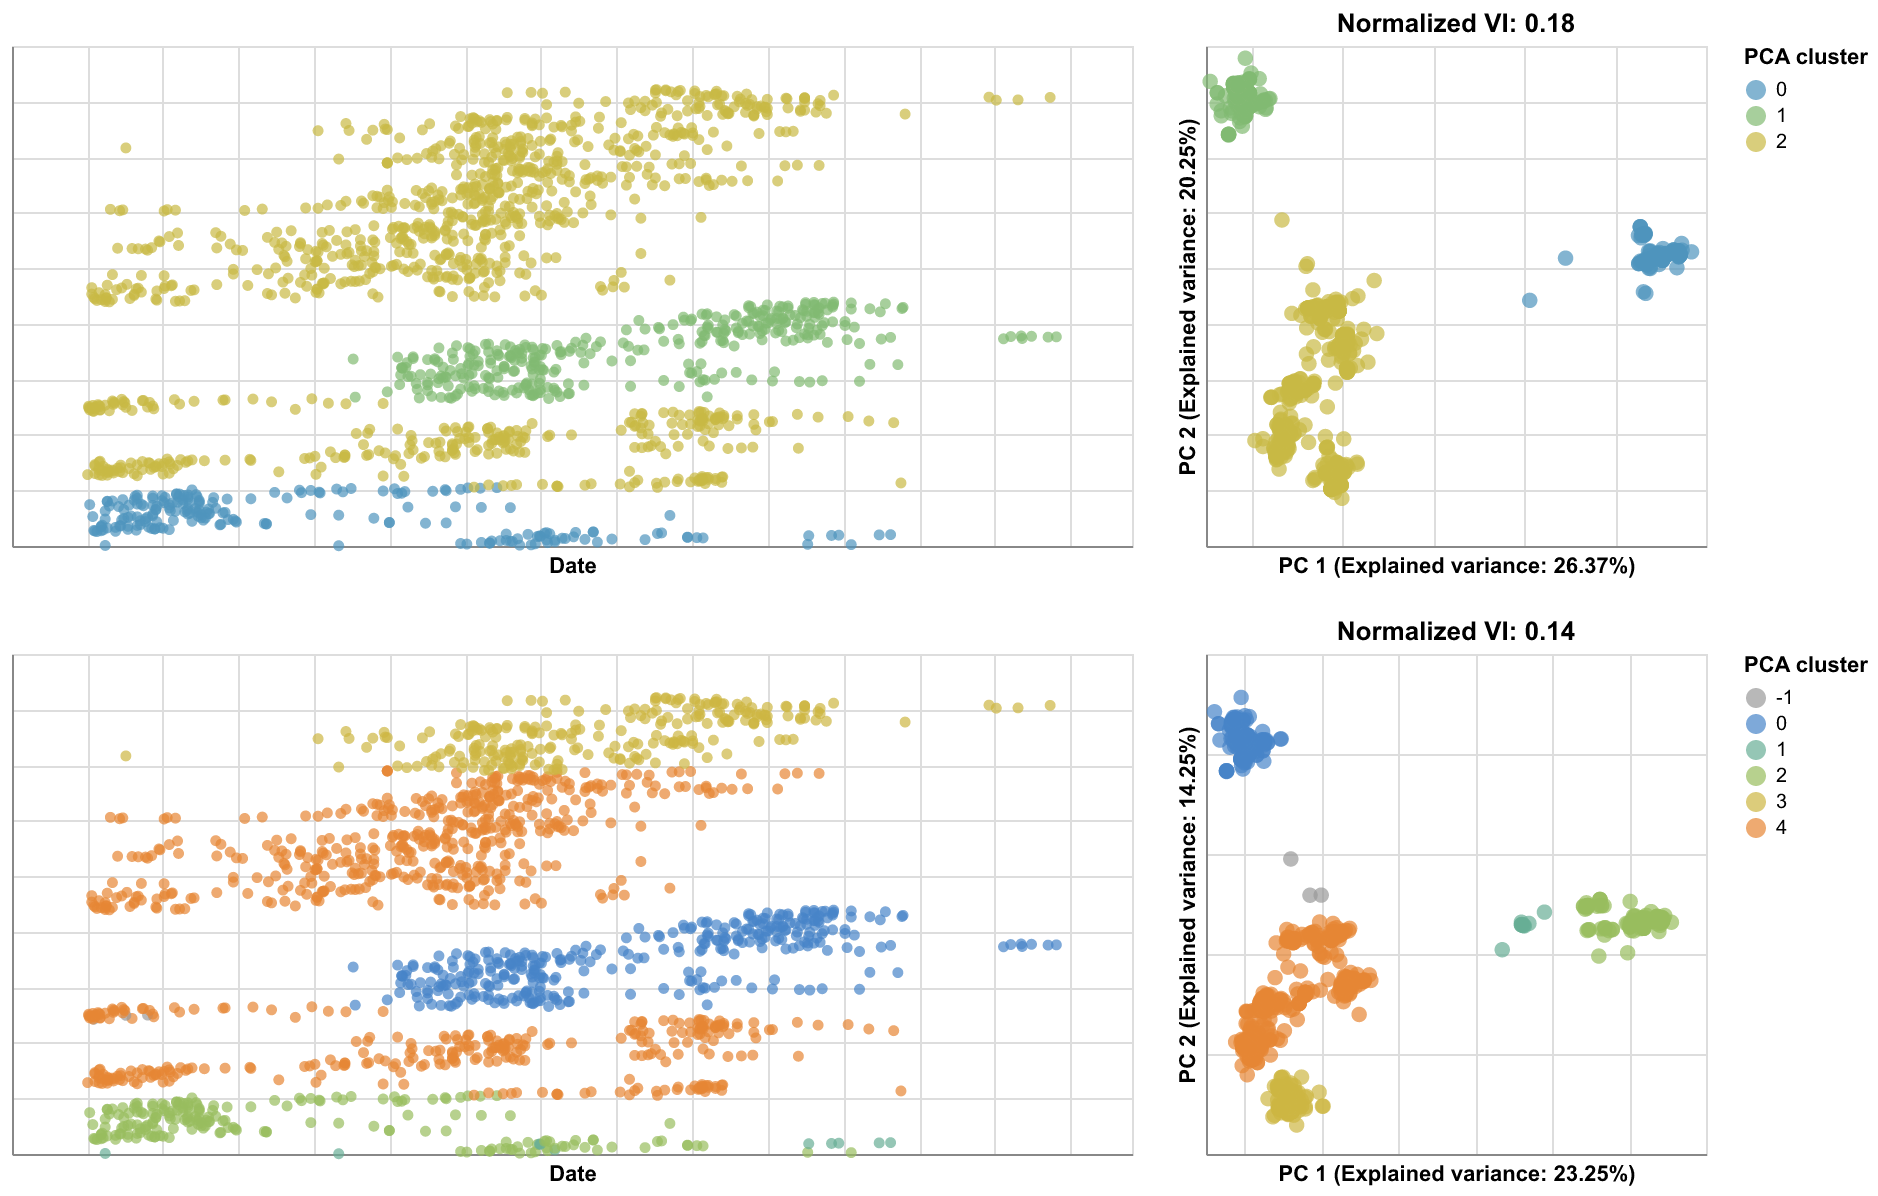 Normalized VI: 0.18
PCA cluster
0
1
2
PC 2 (Explained variance: 20.25%)
Date
PC 1 (Explained variance: 26.37%)
Normalized VI: 0.14
PCA cluster
-1
0
1
2
3
4
PC 2 (Explained variance: 14.25%)
Date
PC 1 (Explained variance: 23.25%)